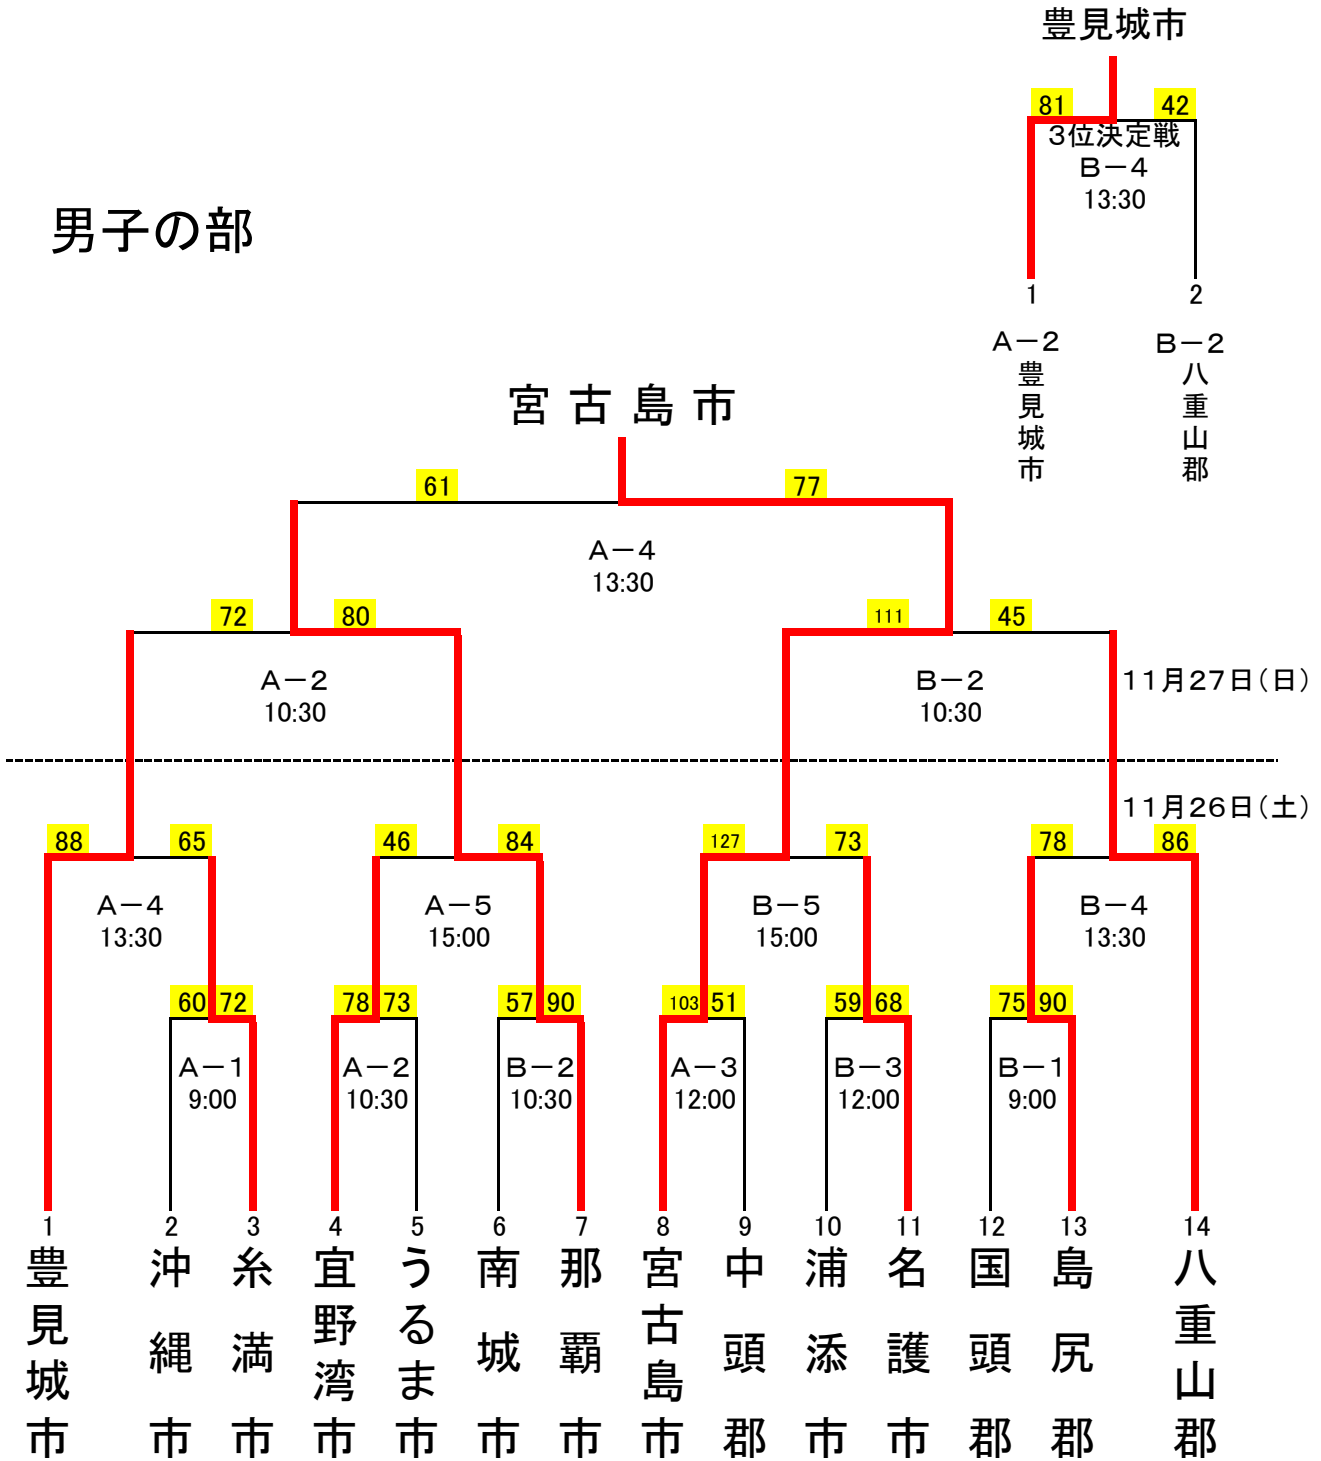 豊見城市
81 42
3位決定戦
B－4
13:30
男子の部
1 2
A－2 B－2
豊見城市
八重山郡
宮古島市
61 77
A－4
13:30
72 80 111 45
A－2 B－2
10:30 10:30
11月27日(日)
11月26日(土)
88 65 46 84 127 73 78 86
A－4 A－5 B－5 B－4
13:30 15:00 15:00 13:30
60 72 78 73 57 90 103 51 59 68 75 90
A－1 A－2 B－2 A－3 B－3 B－1
9:00 10:30 10:30 12:00 12:00 9:00
1 2 3 4 5 6 7 8 9 10 11 12 13 14
豊見城市
沖縄市
糸満市
宜野湾市
うるま市
南城市
那覇市
宮古島市
中頭郡
浦添市
名護市
国頭郡
島尻郡
八重山郡